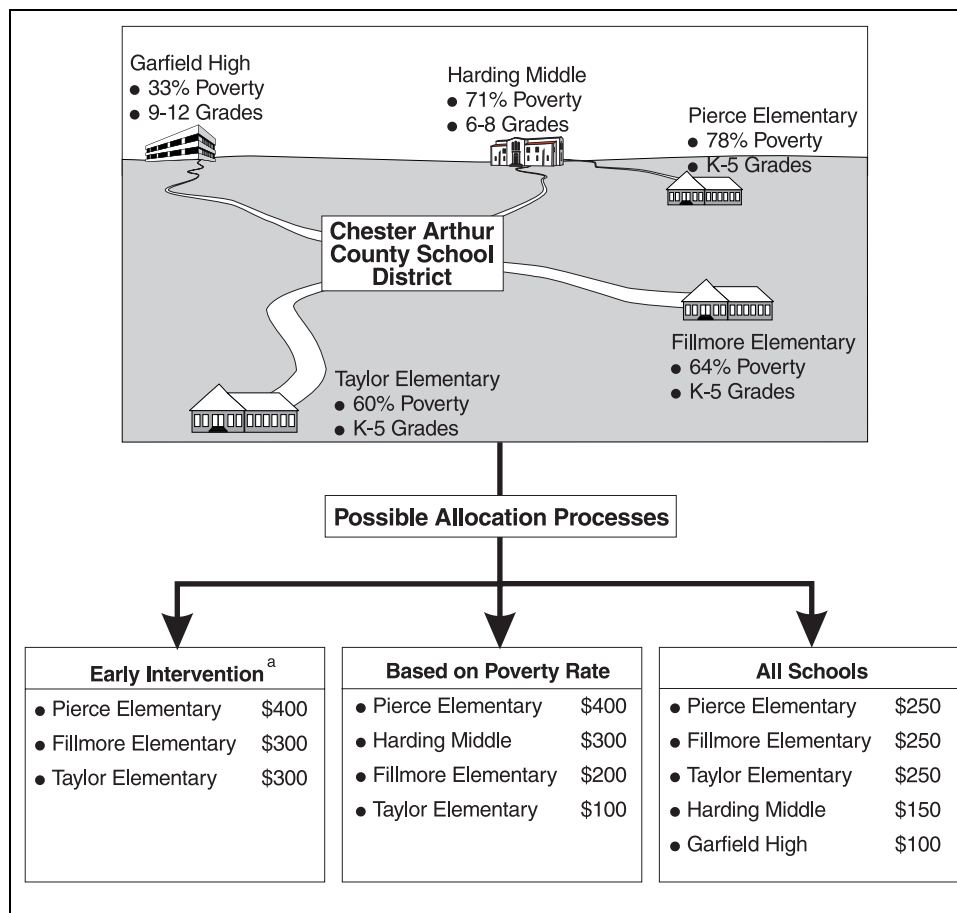 Garfield High
● 33% Poverty
● 9-12 Grades
Harding Middle
● 71% Poverty
● 6-8 Grades
Pierce Elementary
● 78% Poverty
● K-5 Grades
Chester Arthur
County School
District
Fillmore Elementary
● 64% Poverty
● K-5 Grades
Taylor Elementary
● 60% Poverty
● K-5 Grades
Possible Allocation Processes
Early Intervention a
● Pierce Elementary $400
● Fillmore Elementary $300
● Taylor Elementary $300
Based on Poverty Rate
● Pierce Elementary $400
● Harding Middle $300
● Fillmore Elementary $200
● Taylor Elementary $100
All Schools
● Pierce Elementary $250
● Fillmore Elementary $250
● Taylor Elementary $250
● Harding Middle $150
● Garfield High $100